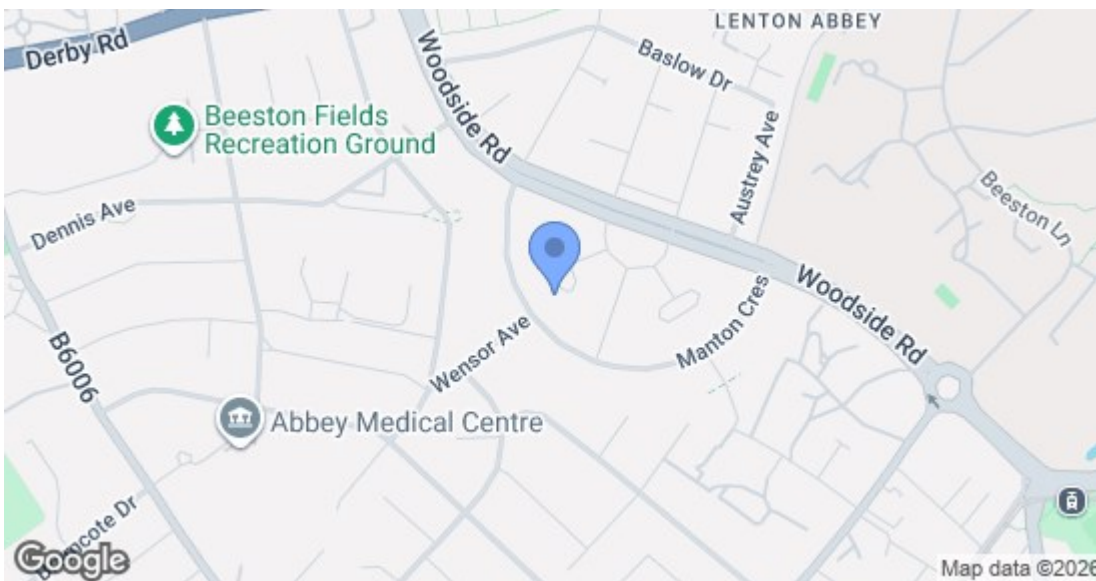 LENTON ABBEY
Derby Rd
Woodside Rd
Baslow Dr
Beeston Fields
Recreation Ground
Austrey Ave
Beeston Ln
Dennis Ave
Woodside Rd
Manton Cres
Wensor Ave
B6006
Abbey Medical Centre
Google
Map data ©2026